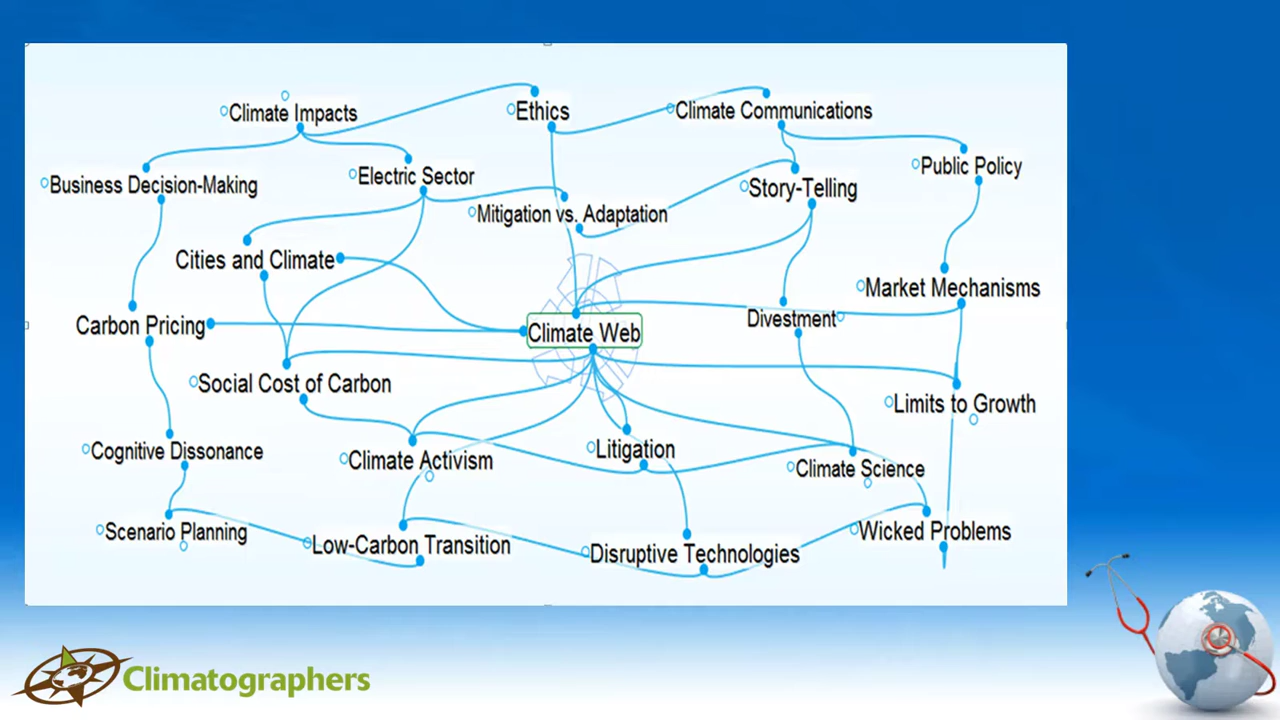 Climate Impacts
Ethics
Climate Communications
Business Decision-Making
Electric Sector
Mitigation vs. Adaptation
Story-Telling
Public Policy
Cities and Climate
Market Mechanisms
Carbon Pricing
Climate Web
Divestment
Social Cost of Carbon
Limits to Growth
Cognitive Dissonance
Climate Activism
Litigation
Climate Science
Scenario Planning
Low-Carbon Transition
Disruptive Technologies
Wicked Problems
Climatographers